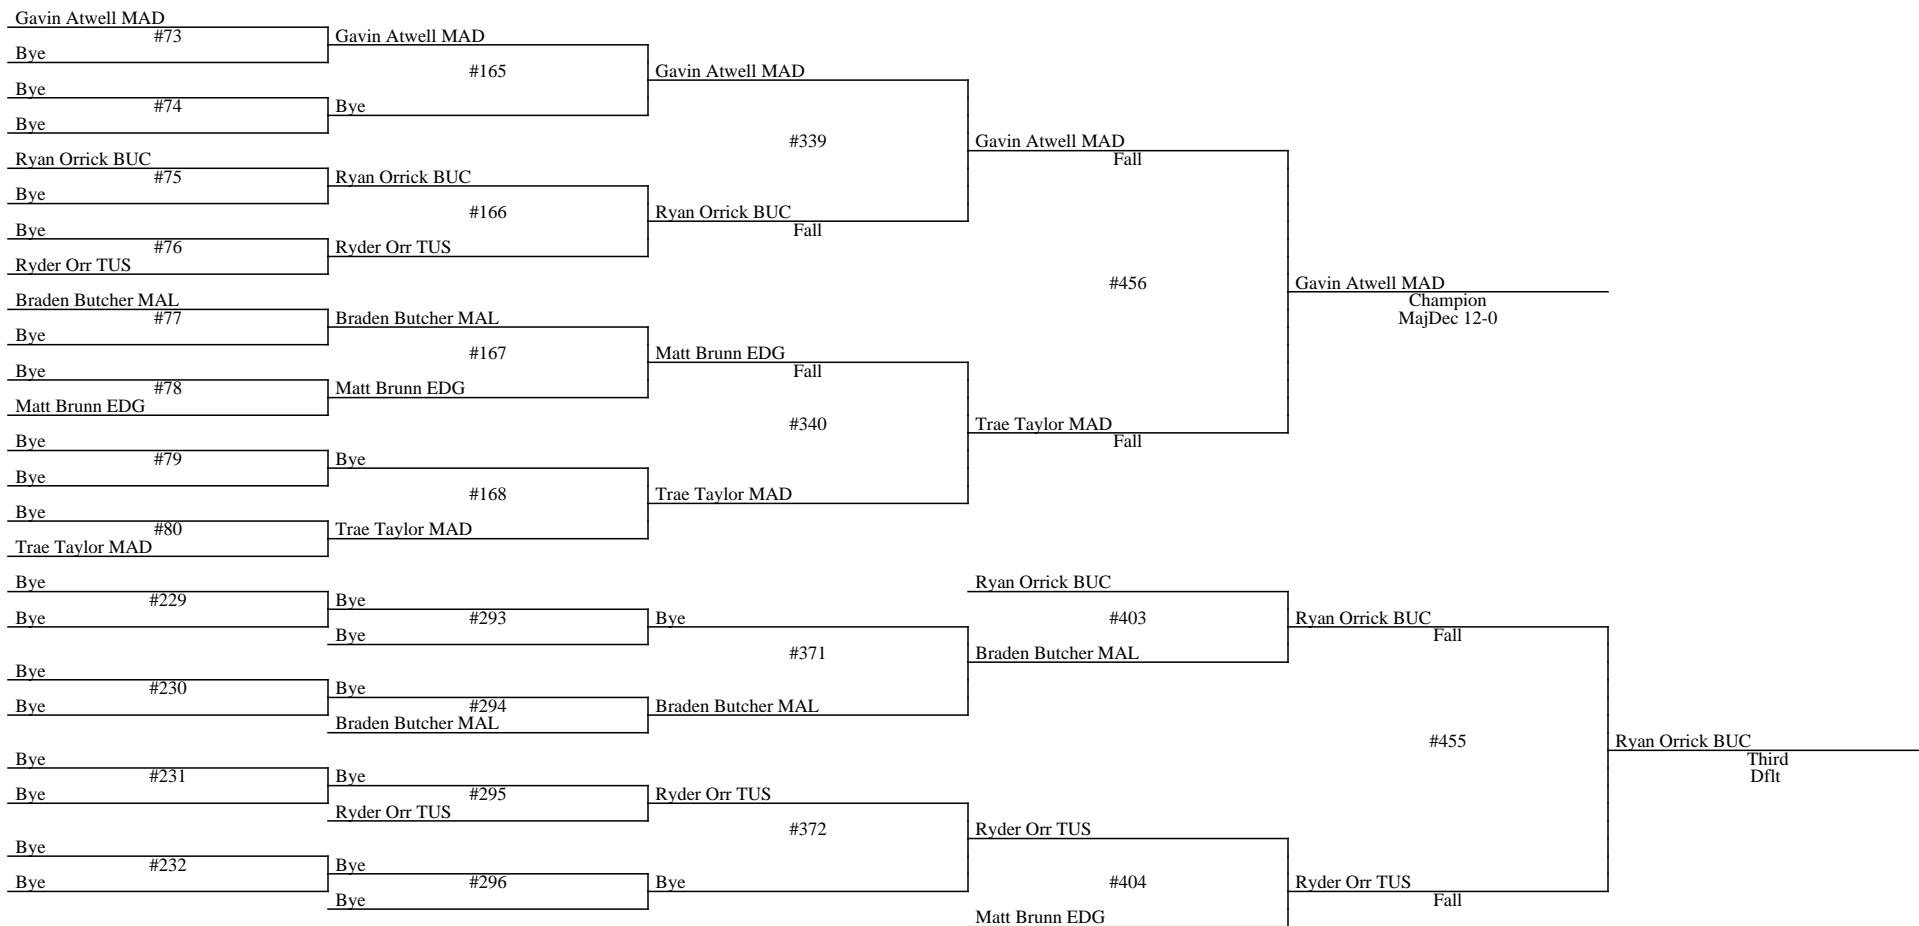 Gavin Atwell MAD
#73
Bye
Gavin Atwell MAD
#165
Bye
#74
Bye
Bye
Gavin Atwell MAD
#339
Ryan Orrick BUC
#75
Bye
Ryan Orrick BUC
#166
Bye
#76
Ryder Orr TUS
Ryder Orr TUS
Ryan Orrick BUC
Fall
Gavin Atwell MAD
Fall
#456
Braden Butcher MAL
#77
Bye
Braden Butcher MAL
#167
Bye
#78
Matt Brunn EDG
Matt Brunn EDG
Matt Brunn EDG
Fall
#340
Bye
#79
Bye
Bye
#168
Bye
#80
Trae Taylor MAD
Trae Taylor MAD
Trae Taylor MAD
Trae Taylor MAD
Fall
Gavin Atwell MAD
Champion
MajDec 12-0
Bye
#229
Bye
Bye
#293
Bye
Bye
#371
Bye
#230
Bye
Bye
#294
Braden Butcher MAL
Braden Butcher MAL
Ryan Orrick BUC
#403
Braden Butcher MAL
Ryan Orrick BUC
Fall
#455
Bye
#231
Bye
Bye
#295
Ryder Orr TUS
Ryder Orr TUS
#372
Bye
#232
Bye
Bye
#296
Bye
Bye
Ryder Orr TUS
#404
Matt Brunn EDG
Ryder Orr TUS
Fall
Ryan Orrick BUC
Third
Dflt